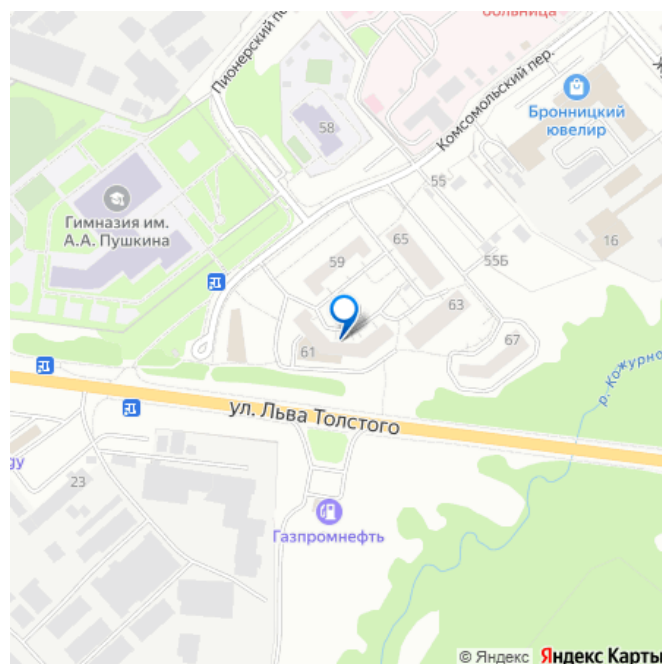 больница
Пионерский пе
Комсомольский пер.
58
Бронницкий
ювелир
55
Гимназия им.
А.А. Пушкина
65
16
59
55Б
63
67
61
р. Кожурно
ул. Льва Толстого
23
Газпромнефть
© Яндекс Яндекс Карты